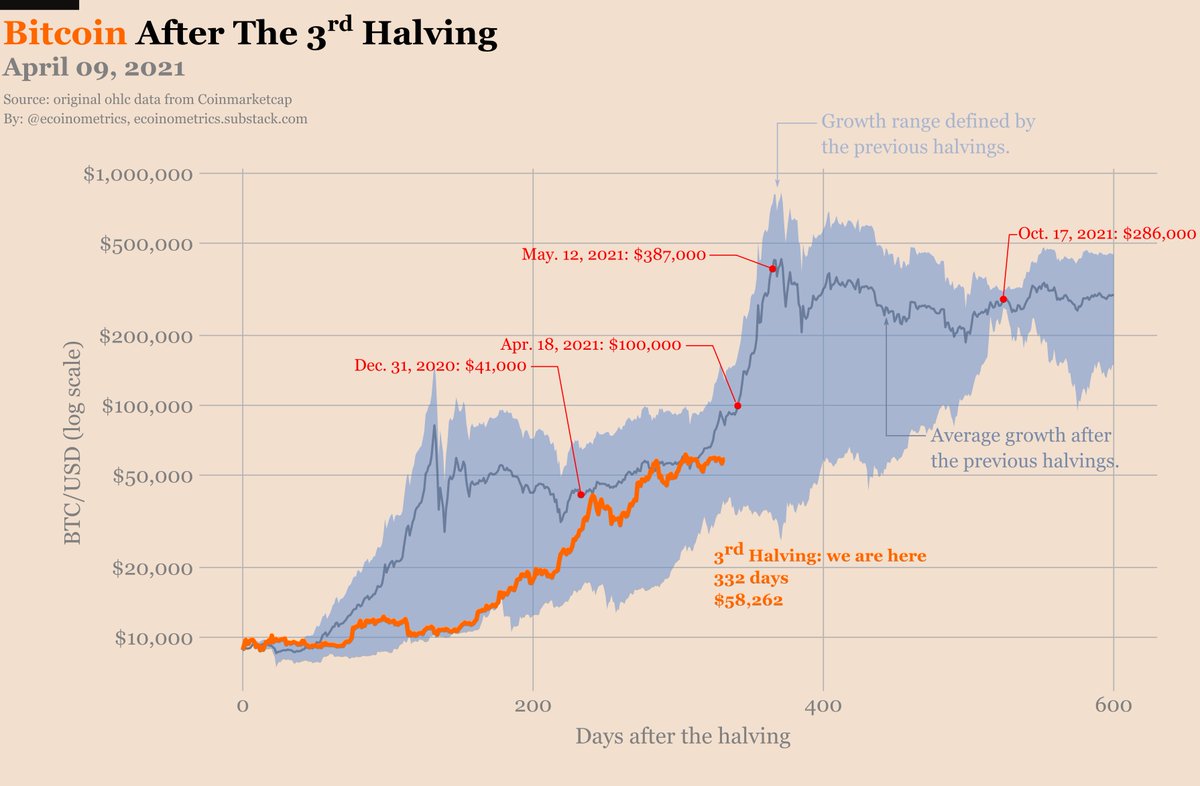 Bitcoin After The 3rd Halving
April 09, 2021
Source: original ohlc data from Coinmarketcap
By: @ecoinometrics, ecoinometrics.substack.com
Growth range defined by
the previous halvings.
$1,000,000
$500,000
$200,000
$100,000
$50,000
$20,000
$10,000
BTC/USD (log scale)
Oct. 17, 2021: $286,000
May. 12, 2021: $387,000
Apr. 18, 2021: $100,000
Dec. 31, 2020: $41,000
Average growth after
the previous halvings.
3rd Halving: we are here
332 days
$58,262
0
200
400
600
Days after the halving